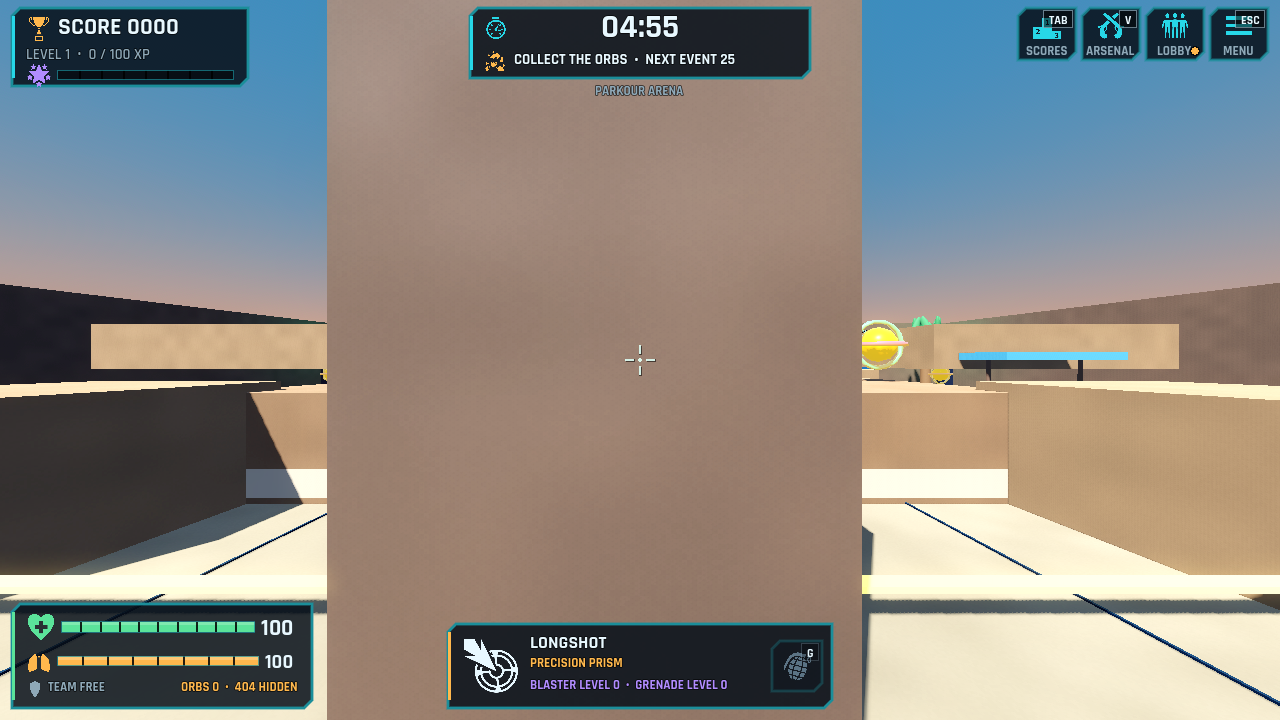 SCORE 0000
LEVEL 1 • 0 / 100 XP
04:55
COLLECT THE ORBS • NEXT EVENT 25
PARKOUR ARENA
TAB
SCORES
V
ARSENAL
LOBBY
ESC
MENU
100
100
TEAM FREE
ORBS 0 • 404 HIDDEN
LONGSHOT
PRECISION PRISM
BLASTER LEVEL 0 • GRENADE LEVEL 0
G